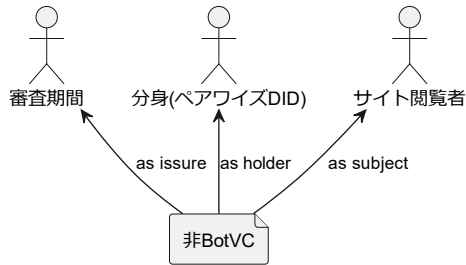 審査期間
分身(ペアワイズDID)
サイト閲覧者
as issure
as holder
as subject
非BotVC